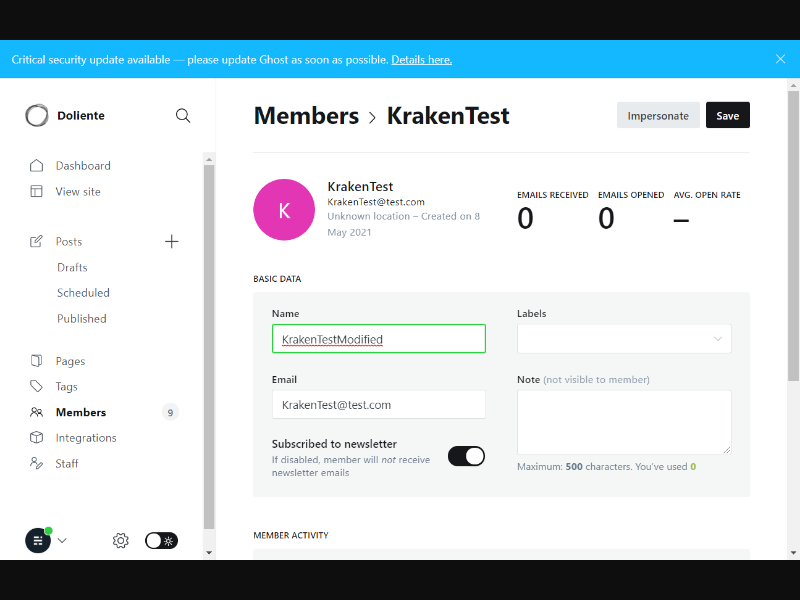 Critical security update available — please update Ghost as soon as possible. Details here.
Doliente
Dashboard
View site
Posts
Drafts
Scheduled
Published
Pages
Tags
Members 9
Integrations
Staff
Members > KrakenTest
Impersonate
Save
K
KrakenTest
KrakenTest@test.com
Unknown location – Created on 8
May 2021
EMAILS RECEIVED EMAILS OPENED AVG. OPEN RATE
0 0 –
BASIC DATA
Name
KrakenTestModified
Email
KrakenTest@test.com
Subscribed to newsletter
If disabled, member will not receive
newsletter emails
Labels
Note (not visible to member)
Maximum: 500 characters. You've used 0
MEMBER ACTIVITY